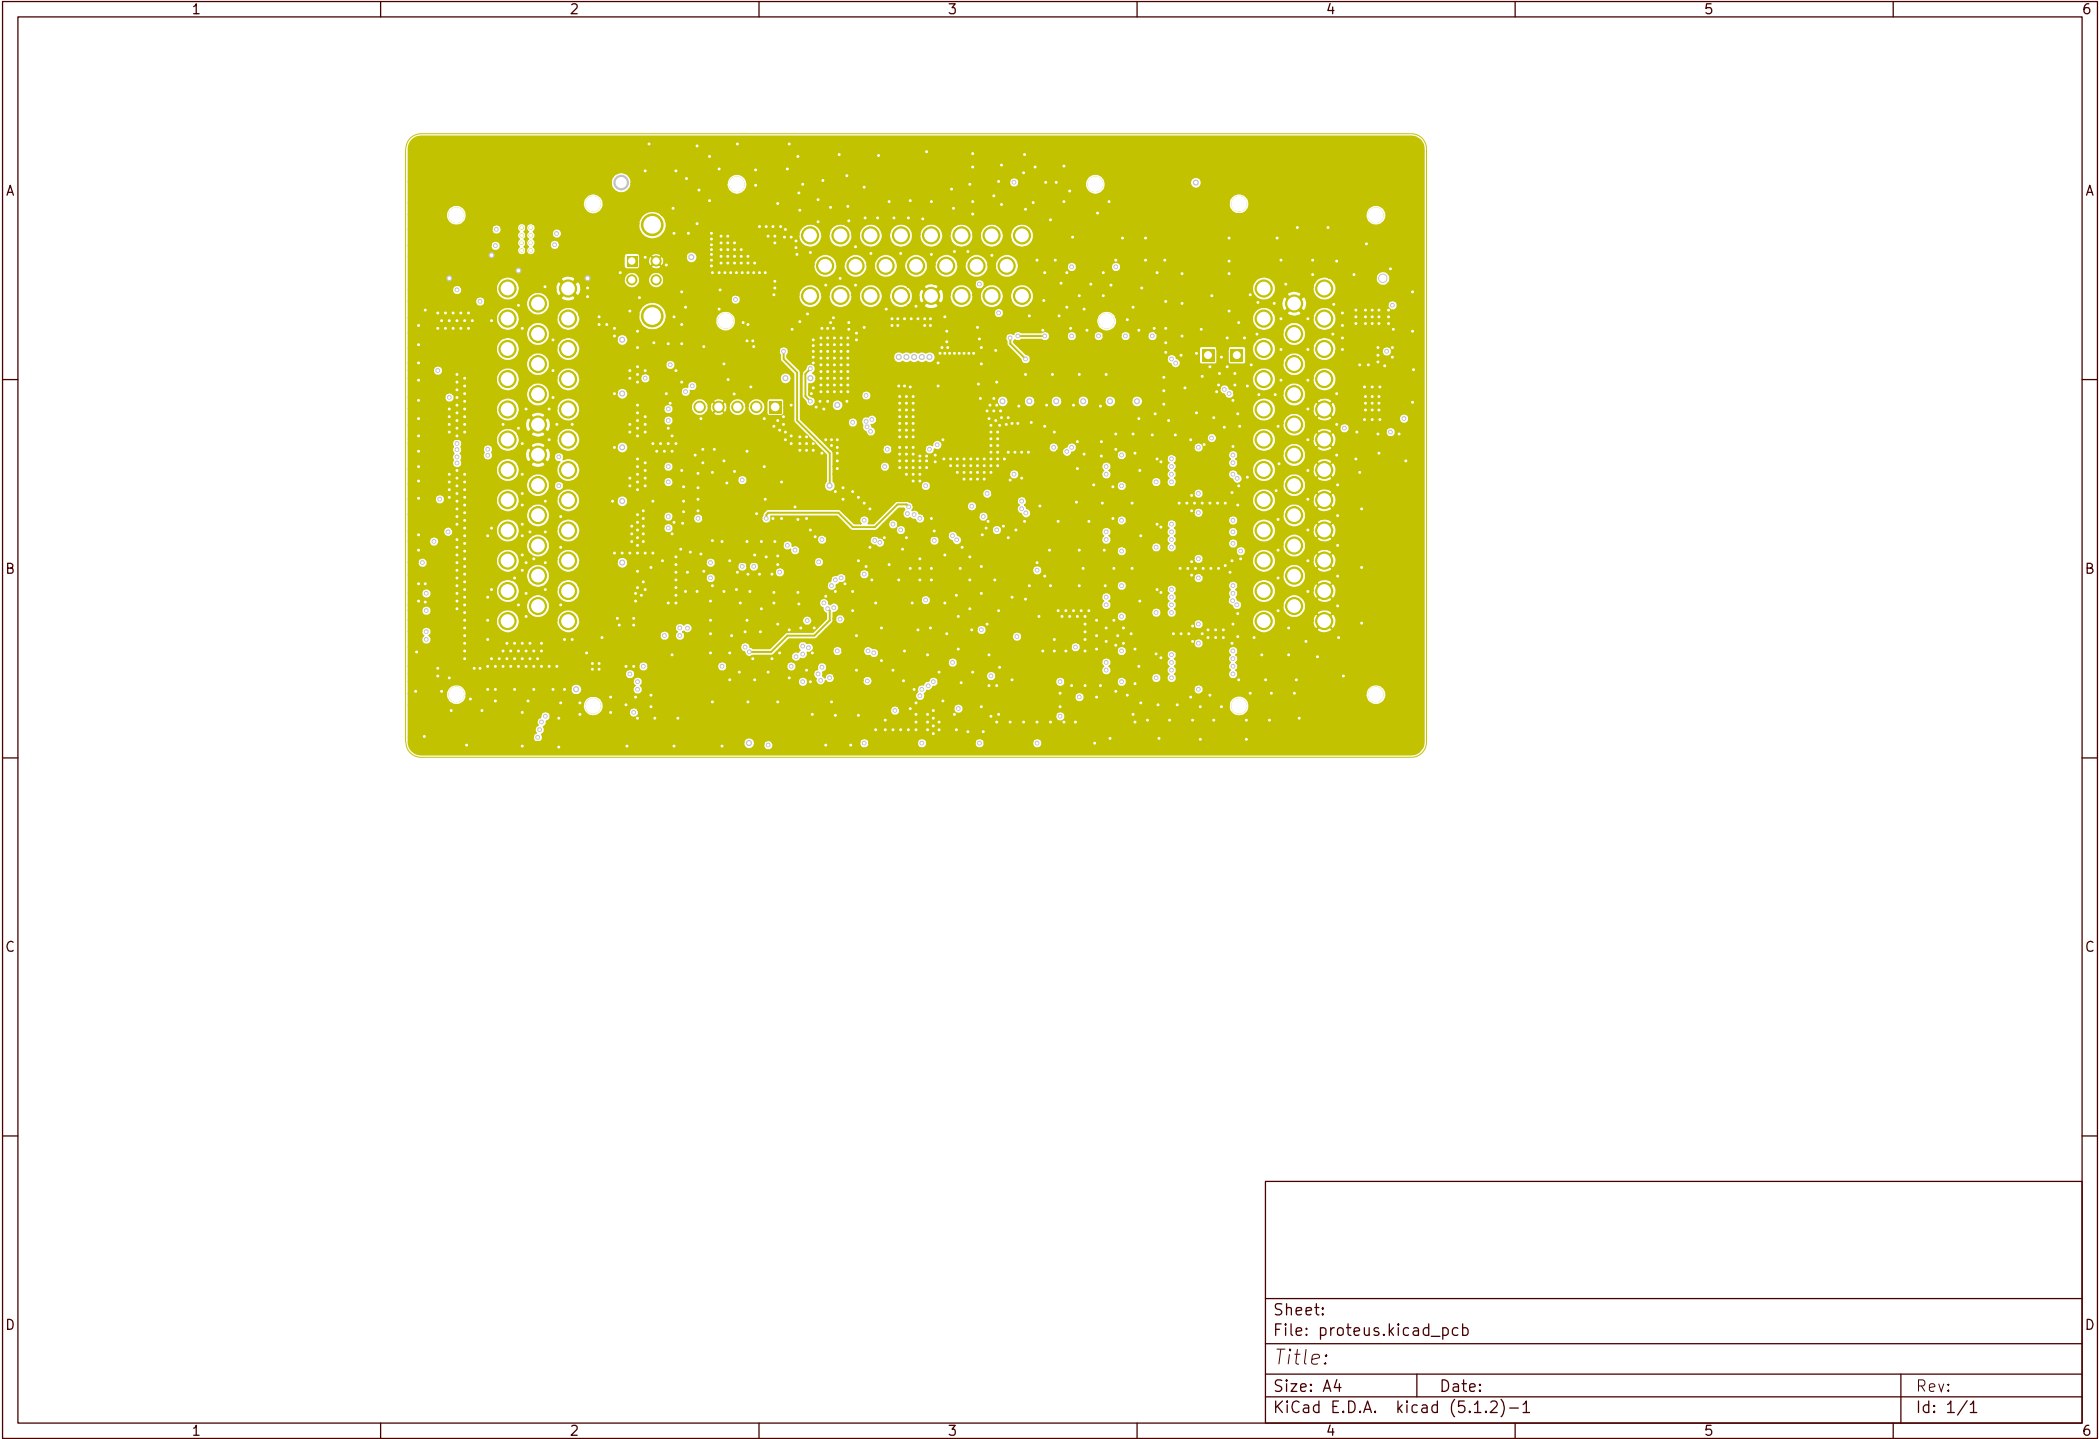 1 2 3 4 5 6
A A
B B
C C
D D
Sheet:
File: proteus.kicad_pcb
Title:
Size: A4 Date: Rev:
KiCad E.D.A. kicad (5.1.2)-1 Id: 1/1
1 2 3 4 5 6